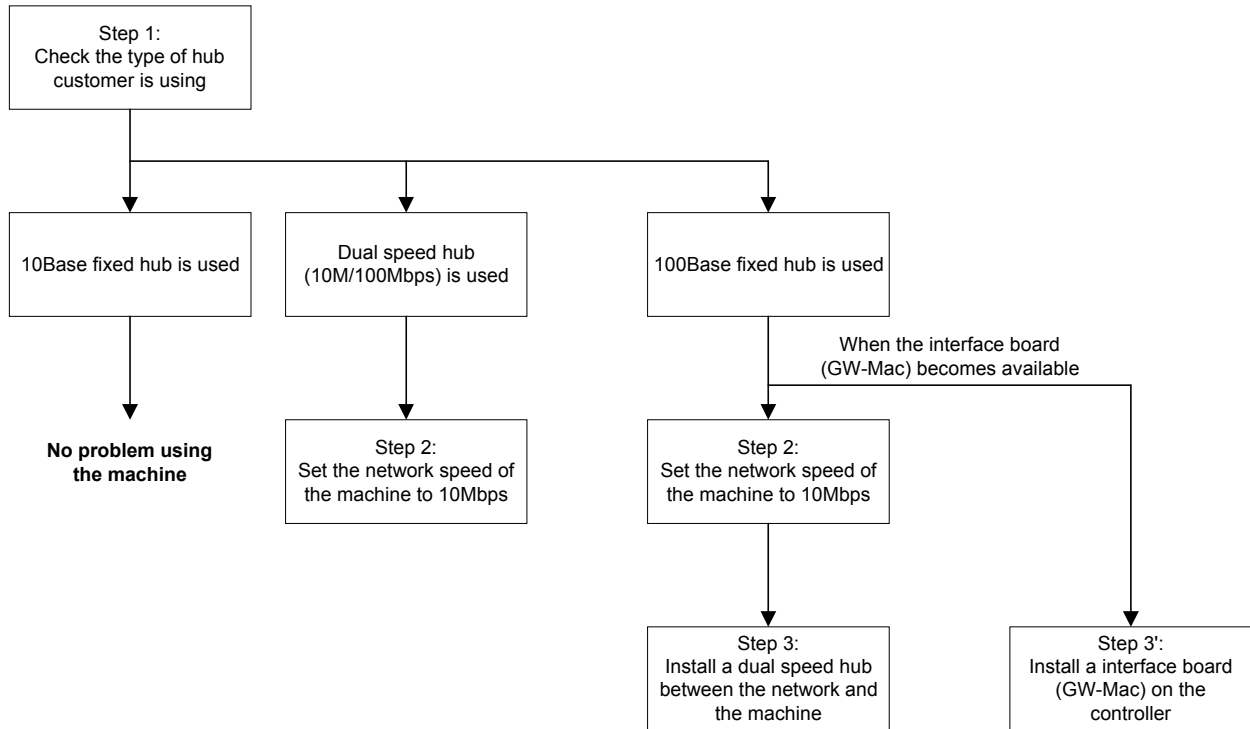 Step 1:
Check the type of hub
customer is using
10Base fixed hub is used
Dual speed hub
(10M/100Mbps) is used
100Base fixed hub is used
When the interface board
(GW-Mac) becomes available
No problem using
the machine
Step 2:
Set the network speed of
the machine to 10Mbps
Step 2:
Set the network speed of
the machine to 10Mbps
Step 3:
Install a dual speed hub
between the network and
the machine
Step 3':
Install a interface board
(GW-Mac) on the
controller